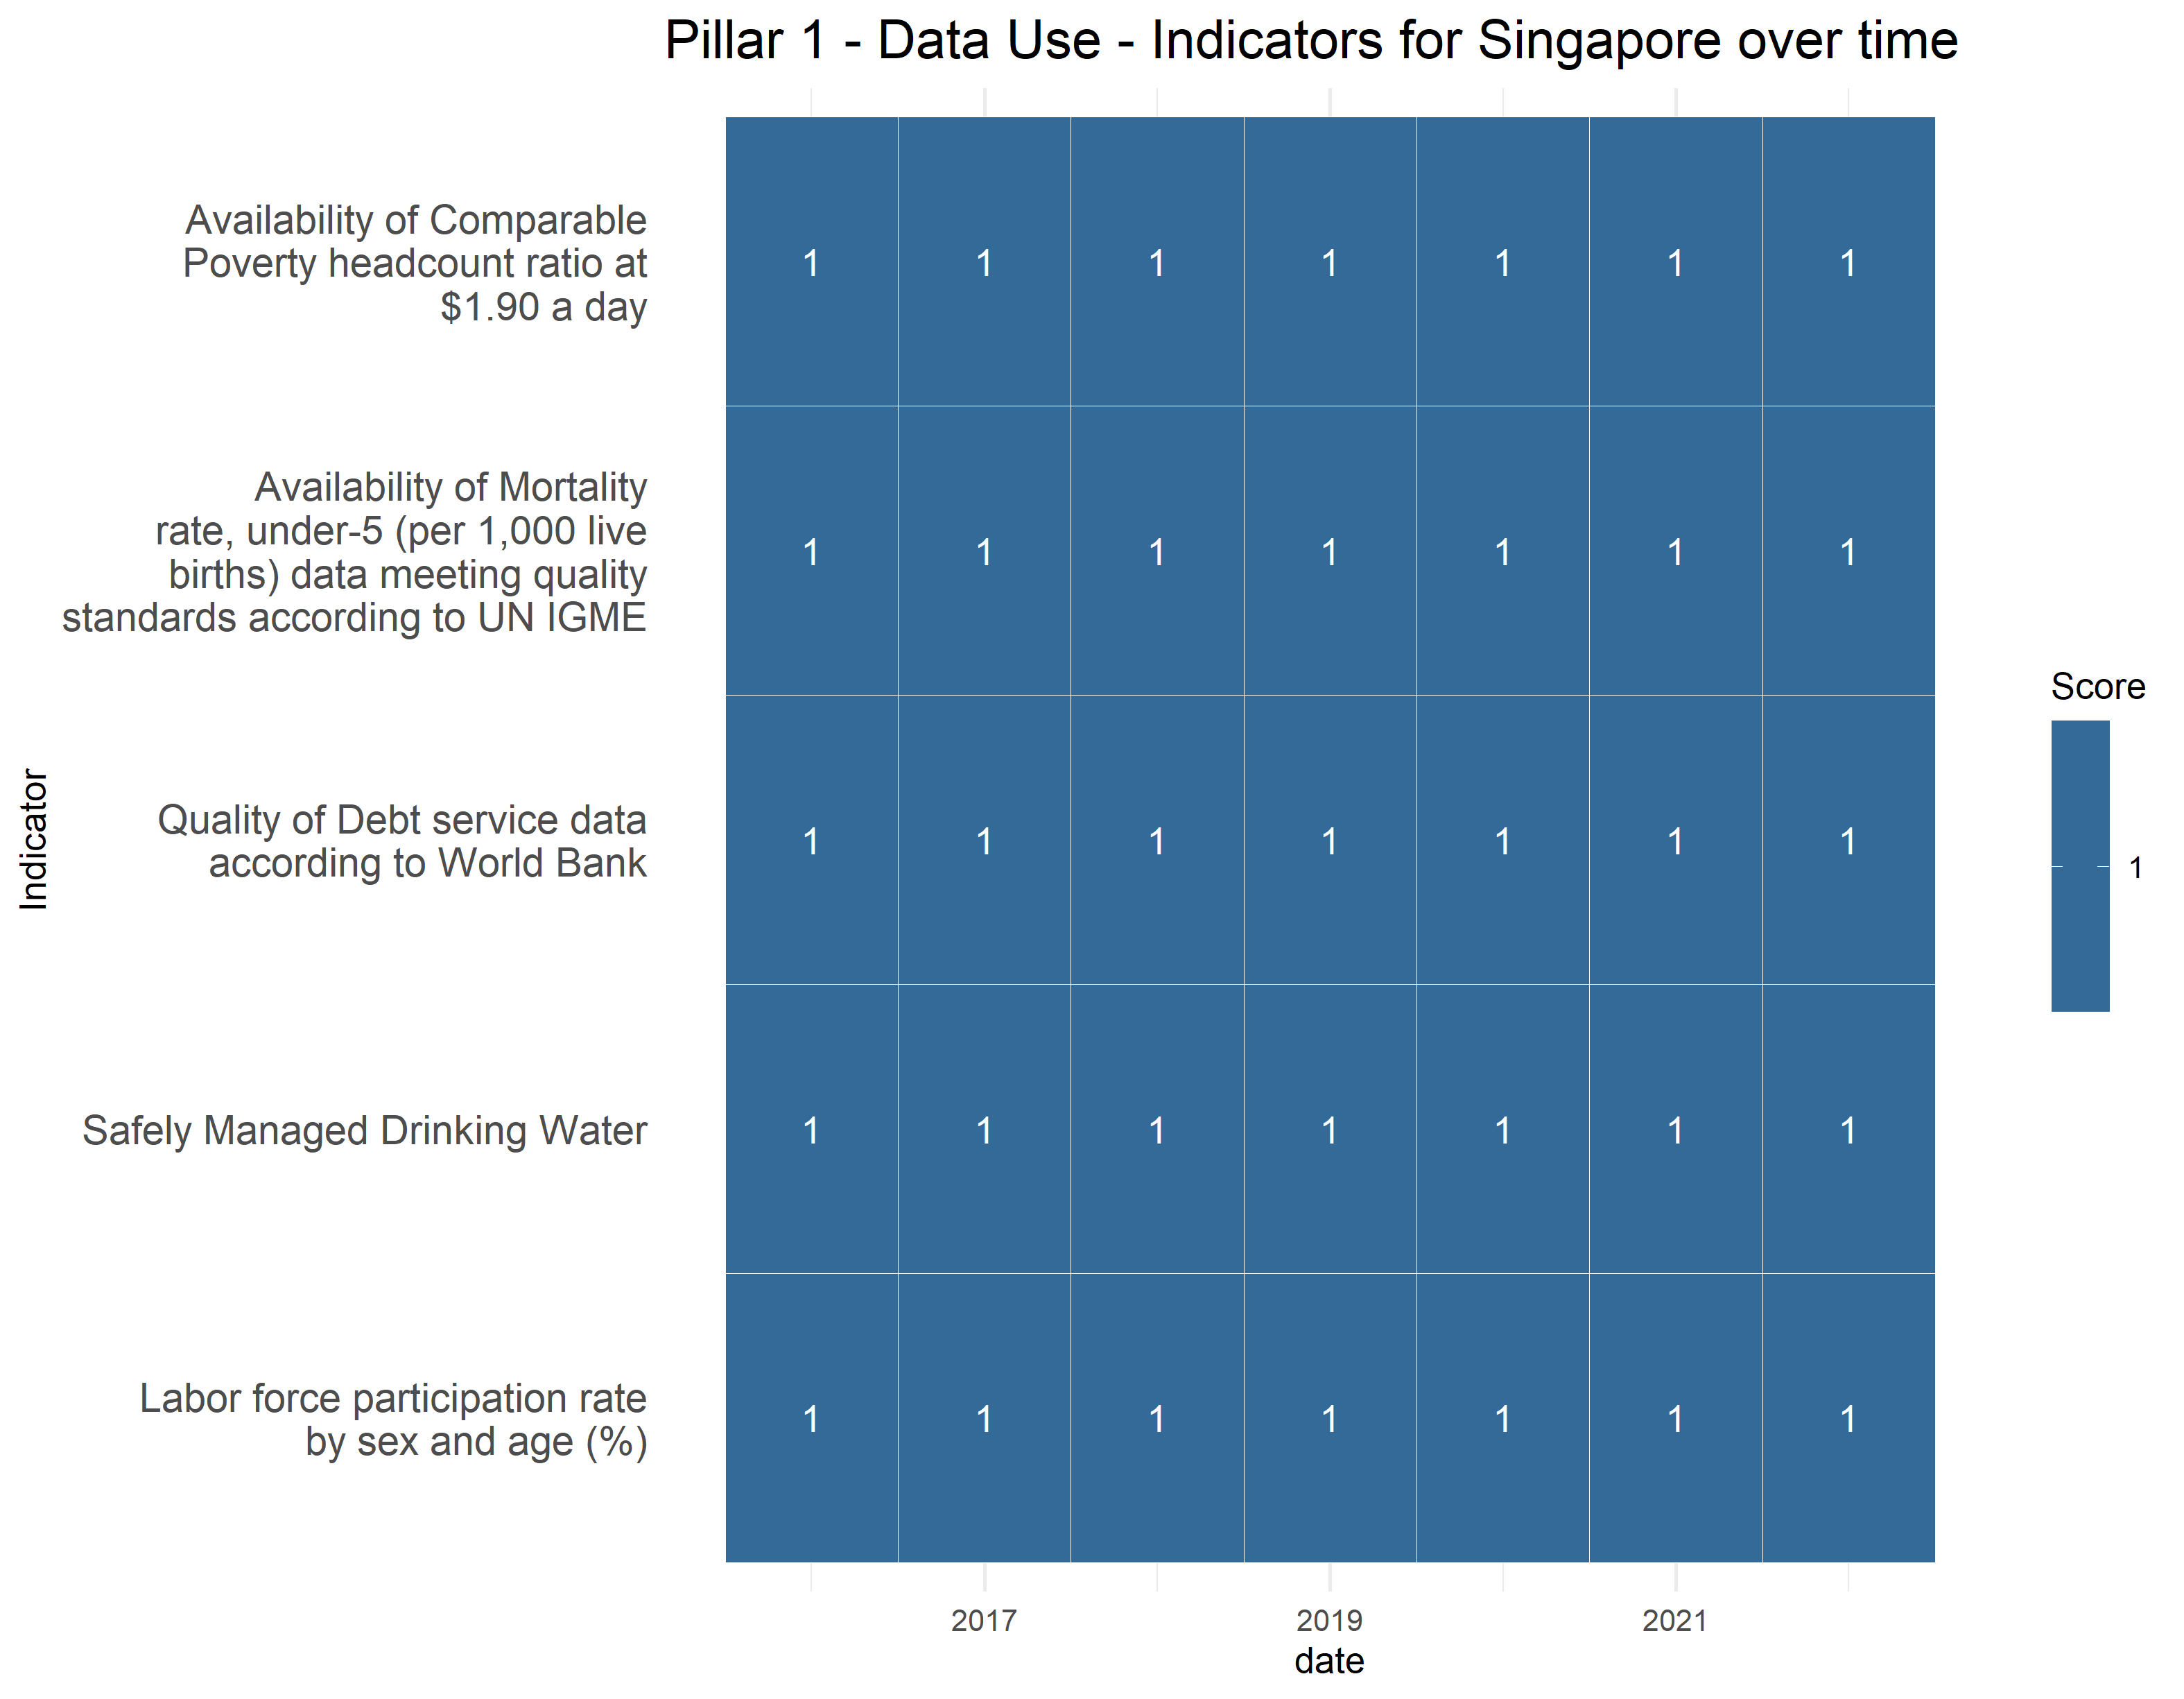 Pillar 1 - Data Use - Indicators for Singapore over time
Indicator
Availability of Comparable
Poverty headcount ratio at
$1.90 a day
1 1 1 1 1 1 1
Availability of Mortality
rate, under-5 (per 1,000 live
births) data meeting quality
standards according to UN IGME
1 1 1 1 1 1 1
Quality of Debt service data
according to World Bank
1 1 1 1 1 1 1
Safely Managed Drinking Water
1 1 1 1 1 1 1
Labor force participation rate
by sex and age (%)
1 1 1 1 1 1 1
2017 2019 2021
date
Score
1